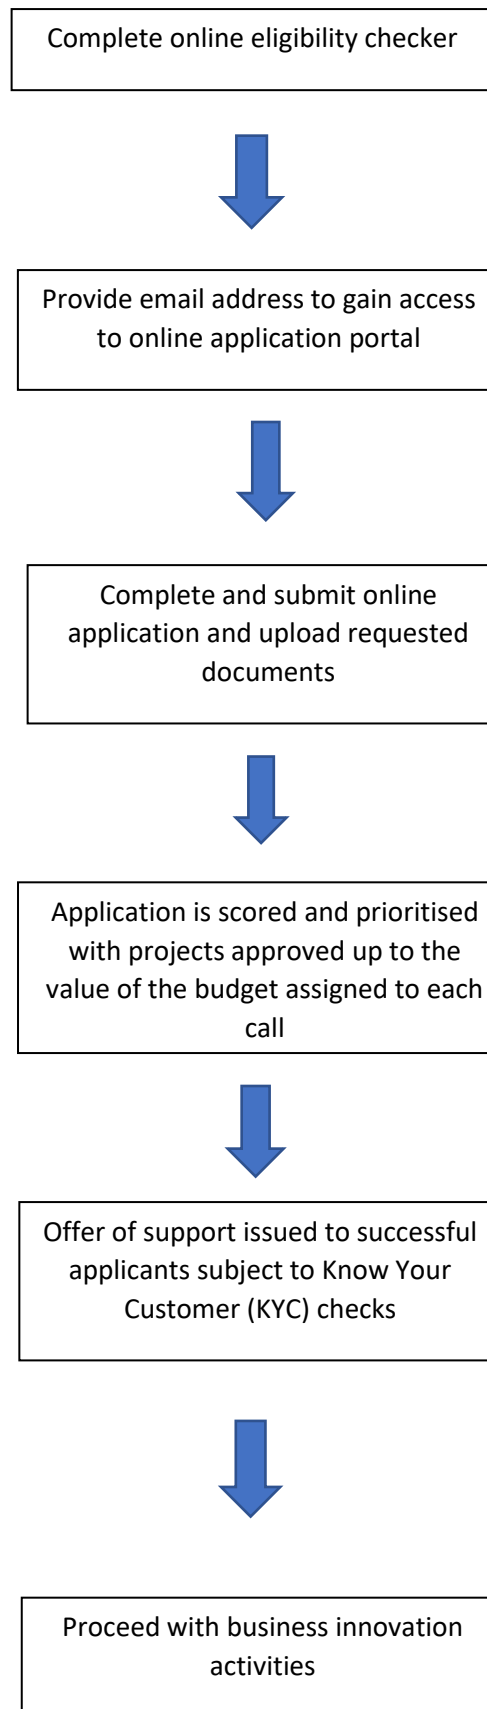 Complete online eligibility checker
Provide email address to gain access
to online application portal
Complete and submit online
application and upload requested
documents
Application is scored and prioritised
with projects approved up to the
value of the budget assigned to each
call
Offer of support issued to successful
applicants subject to Know Your
Customer (KYC) checks
Proceed with business innovation
activities